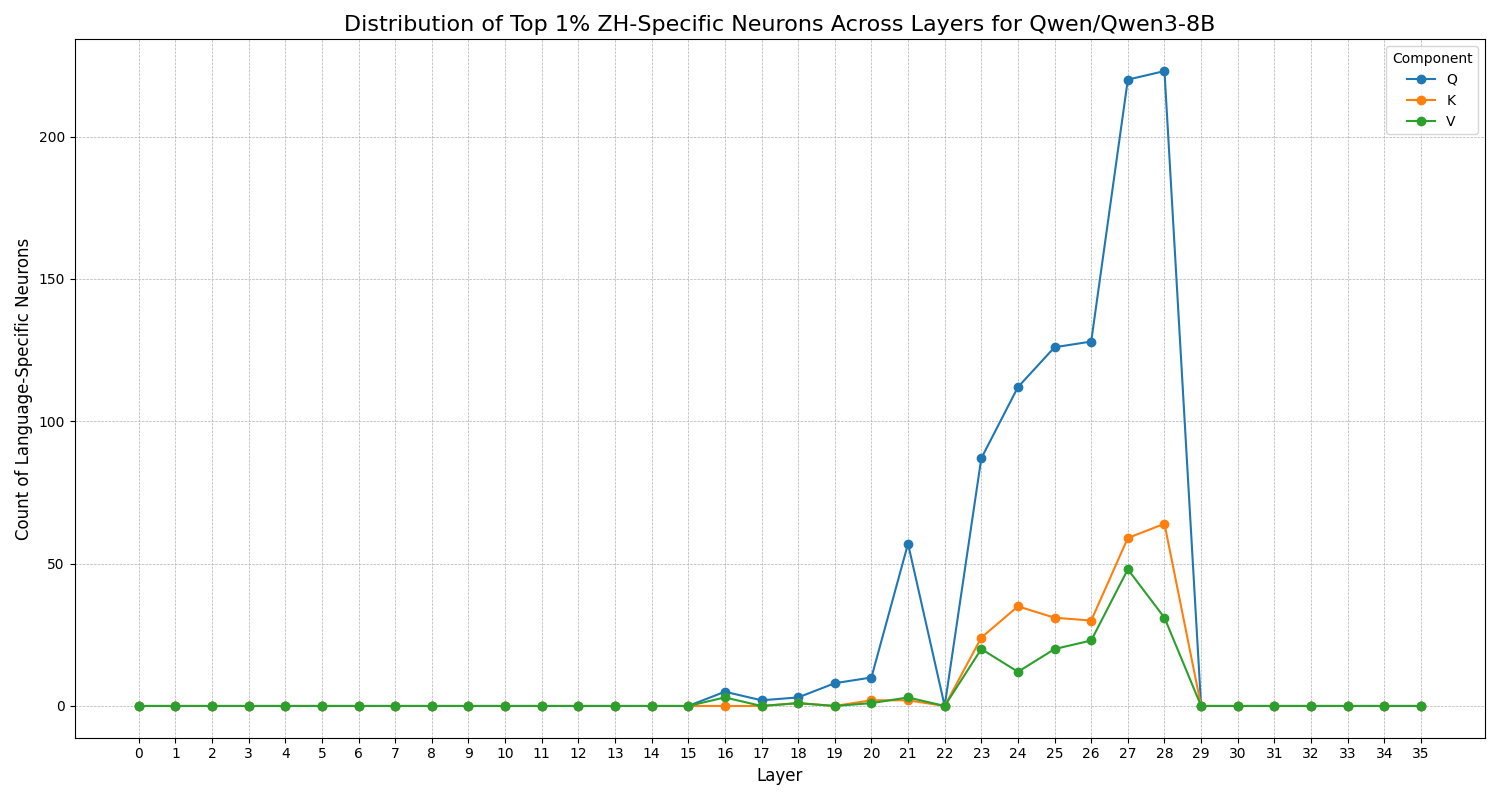 Distribution of Top 1% ZH-Specific Neurons Across Layers for Qwen/Qwen3-8B
Component
Q
K
V
Count of Language-Specific Neurons
200
150
100
50
0
0 1 2 3 4 5 6 7 8 9 10 11 12 13 14 15 16 17 18 19 20 21 22 23 24 25 26 27 28 29 30 31 32 33 34 35
Layer